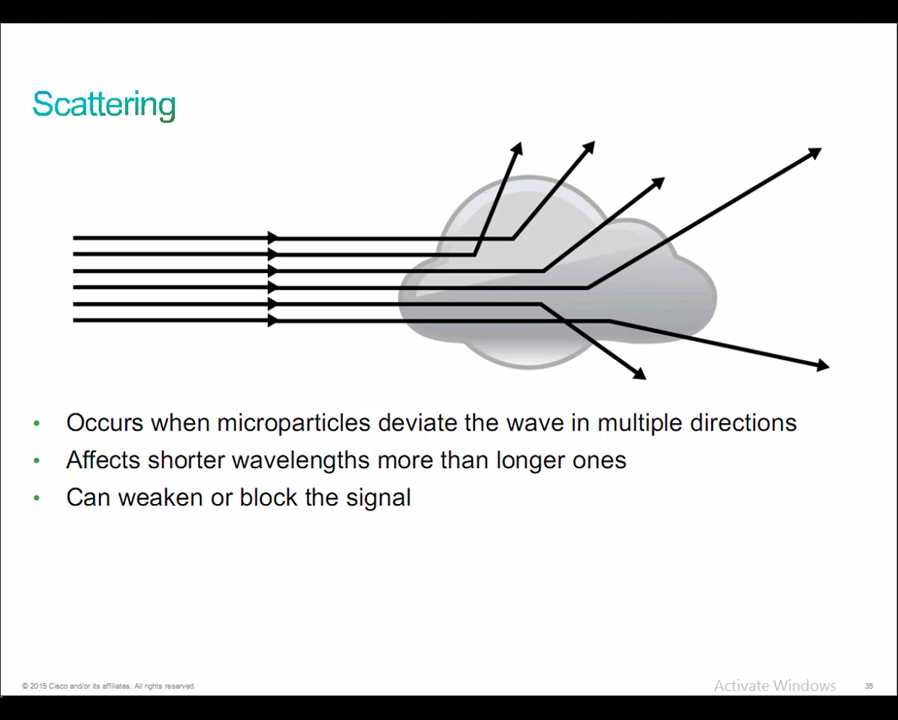 Scattering
• Occurs when microparticles deviate the wave in multiple directions
• Affects shorter wavelengths more than longer ones
• Can weaken or block the signal
© 2015 Cisco and/or its affiliates. All rights reserved.
Activate Windows
35